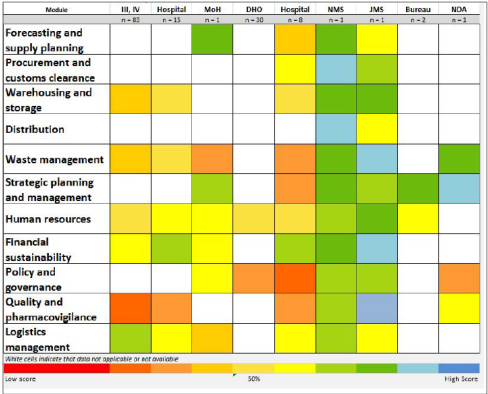 Module III, IV Hospital MoH DHO Hospital NMS JMS Bureau NDA
n = 83 n = 15 n = 1 n = 30 n = 8 n = 1 n = 1 n = 2 n = 1
Forecasting and
supply planning
Procurement and
customs clearance
Warehousing and
storage
Distribution
Waste management
Strategic planning
and management
Human resources
Financial
sustainability
Policy and
governance
Quality and
pharmacovigilance
Logistics
management
White cells indicate that data not applicable or not available
Low score 50% High Score